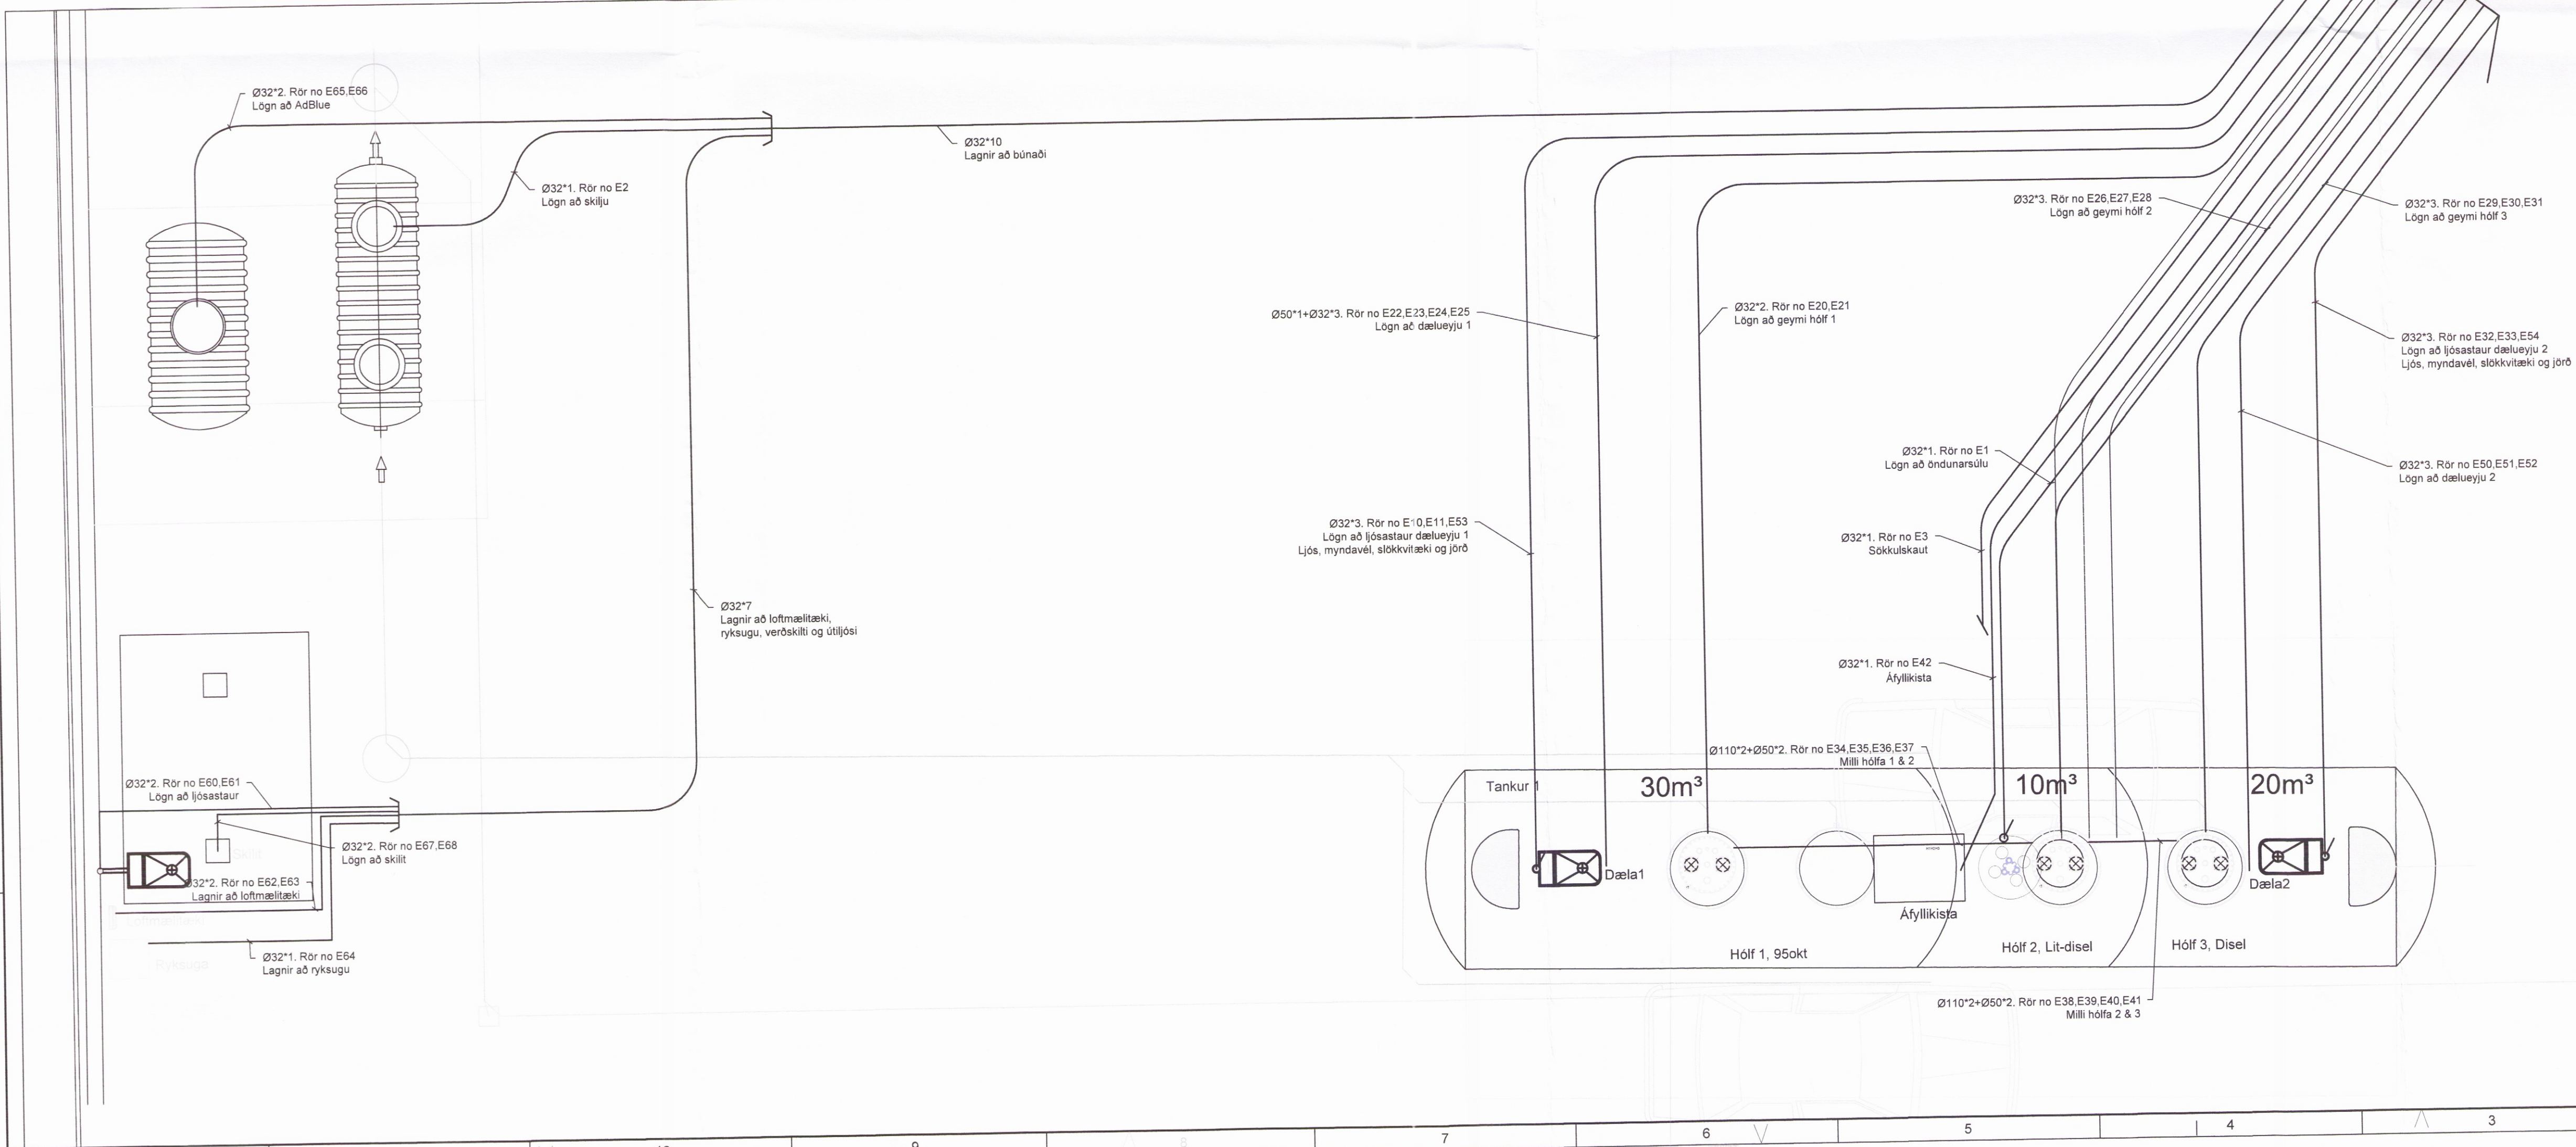 Ø32*2. Rör no E65,E66
Lögn að AdBlue
Ø32*10
Lagnir að búnaði
Ø32*1. Rör no E2
Lögn að skilju
Ø32*3. Rör no E26,E27,E28
Lögn að geymi hólf 2
Ø32*3. Rör no E29,E30,E31
Lögn að geymi hólf 3
Ø50*1+Ø32*3. Rör no E22,E23,E24,E25
Lögn að dælueyju 1
Ø32*2. Rör no E20,E21
Lögn að geymi hólf 1
Ø32*3. Rör no E32,E33,E54
Lögn að ljósastaur dælueyju 2
Ljós, myndavél, slökkvitæki og jörð
Ø32*1. Rör no E1
Lögn að öndunarsúlu
Ø32*3. Rör no E50,E51,E52
Lögn að dælueyju 2
Ø32*3. Rör no E10,E11,E53
Lögn að ljósastaur dælueyju 1
Ljós, myndavél, slökkvitæki og jörð
Ø32*1. Rör no E3
Sökkulskaut
Ø32*7
Lagnir að loftmælitæki,
ryksugu, verðskilti og útiljósi
Ø32*1. Rör no E42
Áfyllikista
Ø110*2+Ø50*2. Rör no E34,E35,E36,E37
Milli hólfa 1 & 2
Ø32*2. Rör no E60,E61
Lögn að ljósastaur
Tankur 1
30m³
10m³
20m³
Ø32*2. Rör no E67,E68
Lögn að skilit
Skilti
Ø32*2. Rör no E62,E63
Lagnir að loftmælitæki
Dæla1
Dæla2
Áfyllikista
Loftmælitæki
Hólf 1, 95okt
Hólf 2, Lit-disel
Hólf 3, Disel
Ø32*1. Rör no E64
Lagnir að ryksugu
Ryksuga
Ø110*2+Ø50*2. Rör no E38,E39,E40,E41
Milli hólfa 2 & 3
9
8
7
6
5
4
3